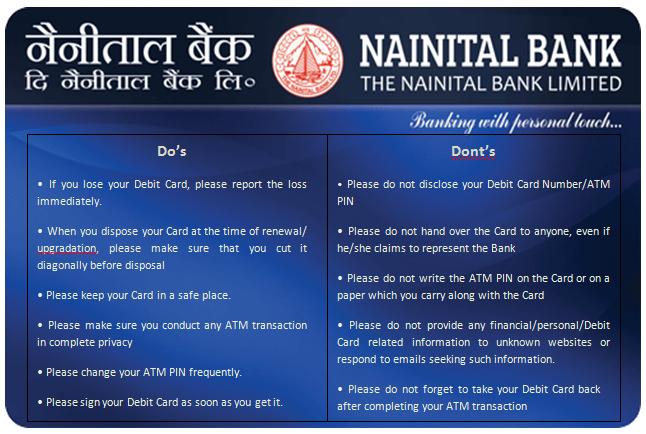 नैनीताल बैंक
दि नैनीताल बैंक लि०
NAINITAL BANK
THE NAINITAL BANK LIMITED
Banking with personal touch...
Do's
• If you lose your Debit Card, please report the loss
immediately.
• When you dispose your Card at the time of renewal/
upgradation, please make sure that you cut it
diagonally before disposal
• Please keep your Card in a safe place.
• Please make sure you conduct any ATM transaction
in complete privacy
• Please change your ATM PIN frequently.
• Please sign your Debit Card as soon as you get it.
Dont's
• Please do not disclose your Debit Card Number/ATM
PIN
• Please do not hand over the Card to anyone, even if
he/she claims to represent the Bank
• Please do not write the ATM PIN on the Card or on a
paper which you carry along with the Card
• Please do not provide any financial/personal/Debit
Card related information to unknown websites or
respond to emails seeking such information.
• Please do not forget to take your Debit Card back
after completing your ATM transaction